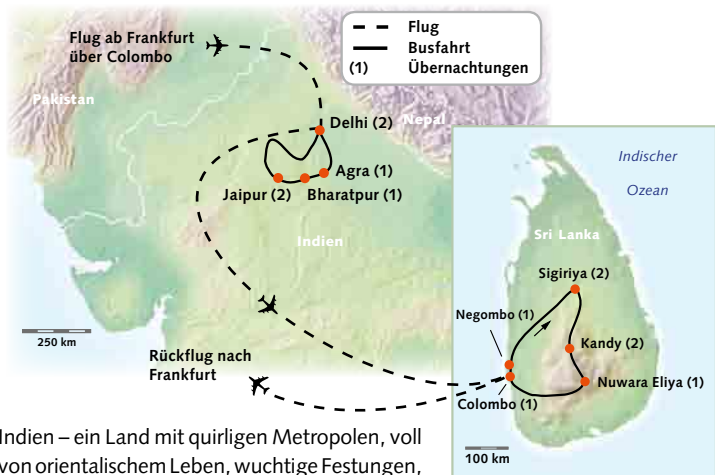 Flug ab Frankfurt
über Colombo
Flug
Busfahrt
(1) Übernachtungen
Pakistan
Nepal
Delhi (2)
Agra (1)
Jaipur (2)
Bharatpur (1)
Indien
250 km
Rückflug nach
Frankfurt
Indischer
Ozean
Sri Lanka
Sigiriya (2)
Negombo (1)
Kandy (2)
Nuwara Eliya (1)
Colombo (1)
100 km
Indien – ein Land mit quirligen Metropolen, voll
von orientalischem Leben, wuchtige Festungen,